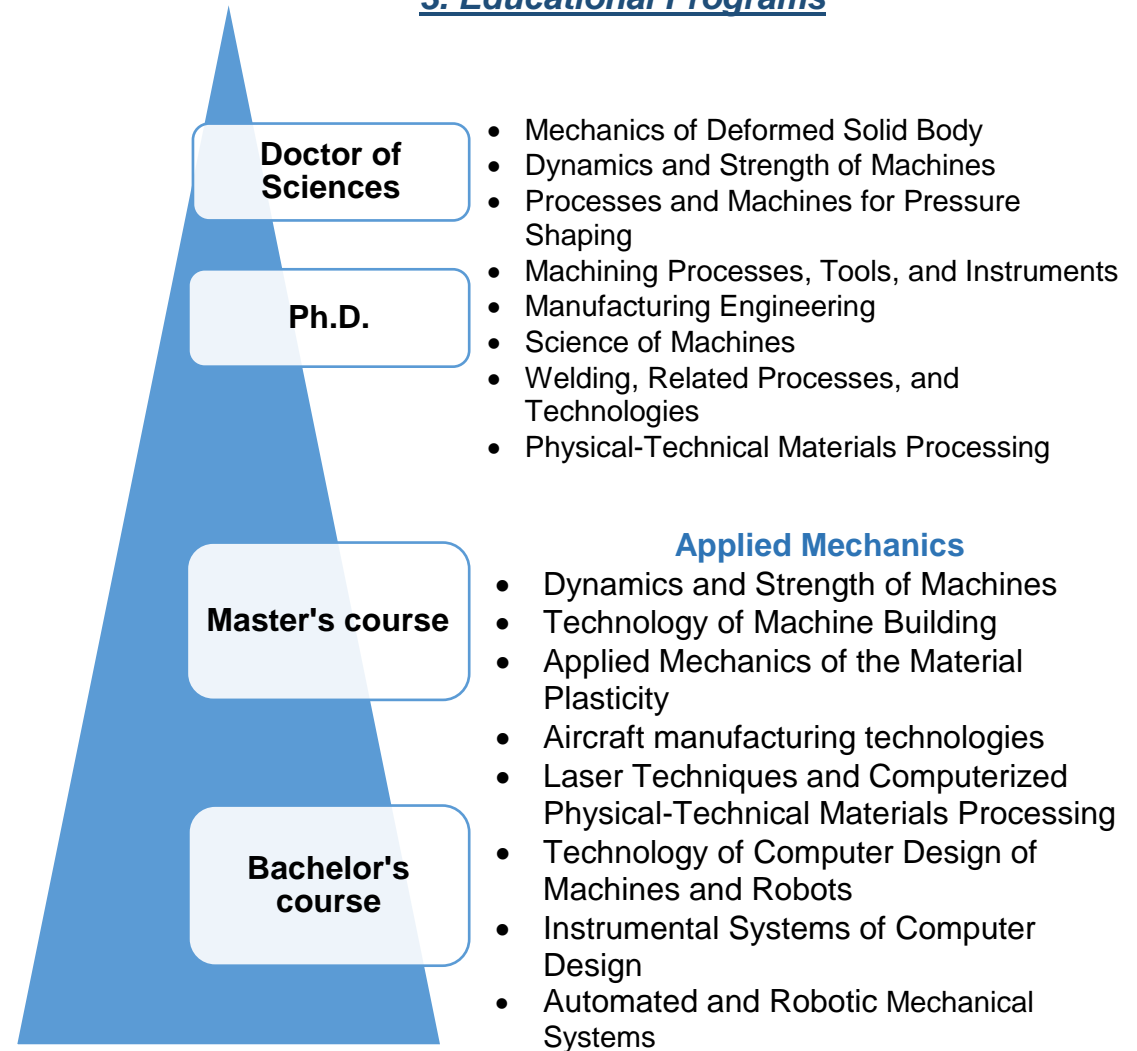 3. Educational Programs
Doctor of
Sciences
• Mechanics of Deformed Solid Body
• Dynamics and Strength of Machines
• Processes and Machines for Pressure
Shaping
• Machining Processes, Tools, and Instruments
• Manufacturing Engineering
• Science of Machines
• Welding, Related Processes, and
Technologies
• Physical-Technical Materials Processing
Ph.D.
Applied Mechanics
Master's course
• Dynamics and Strength of Machines
• Technology of Machine Building
• Applied Mechanics of the Material
Plasticity
• Aircraft manufacturing technologies
• Laser Techniques and Computerized
Physical-Technical Materials Processing
• Technology of Computer Design of
Machines and Robots
• Instrumental Systems of Computer
Design
• Automated and Robotic Mechanical
Systems
Bachelor's
course